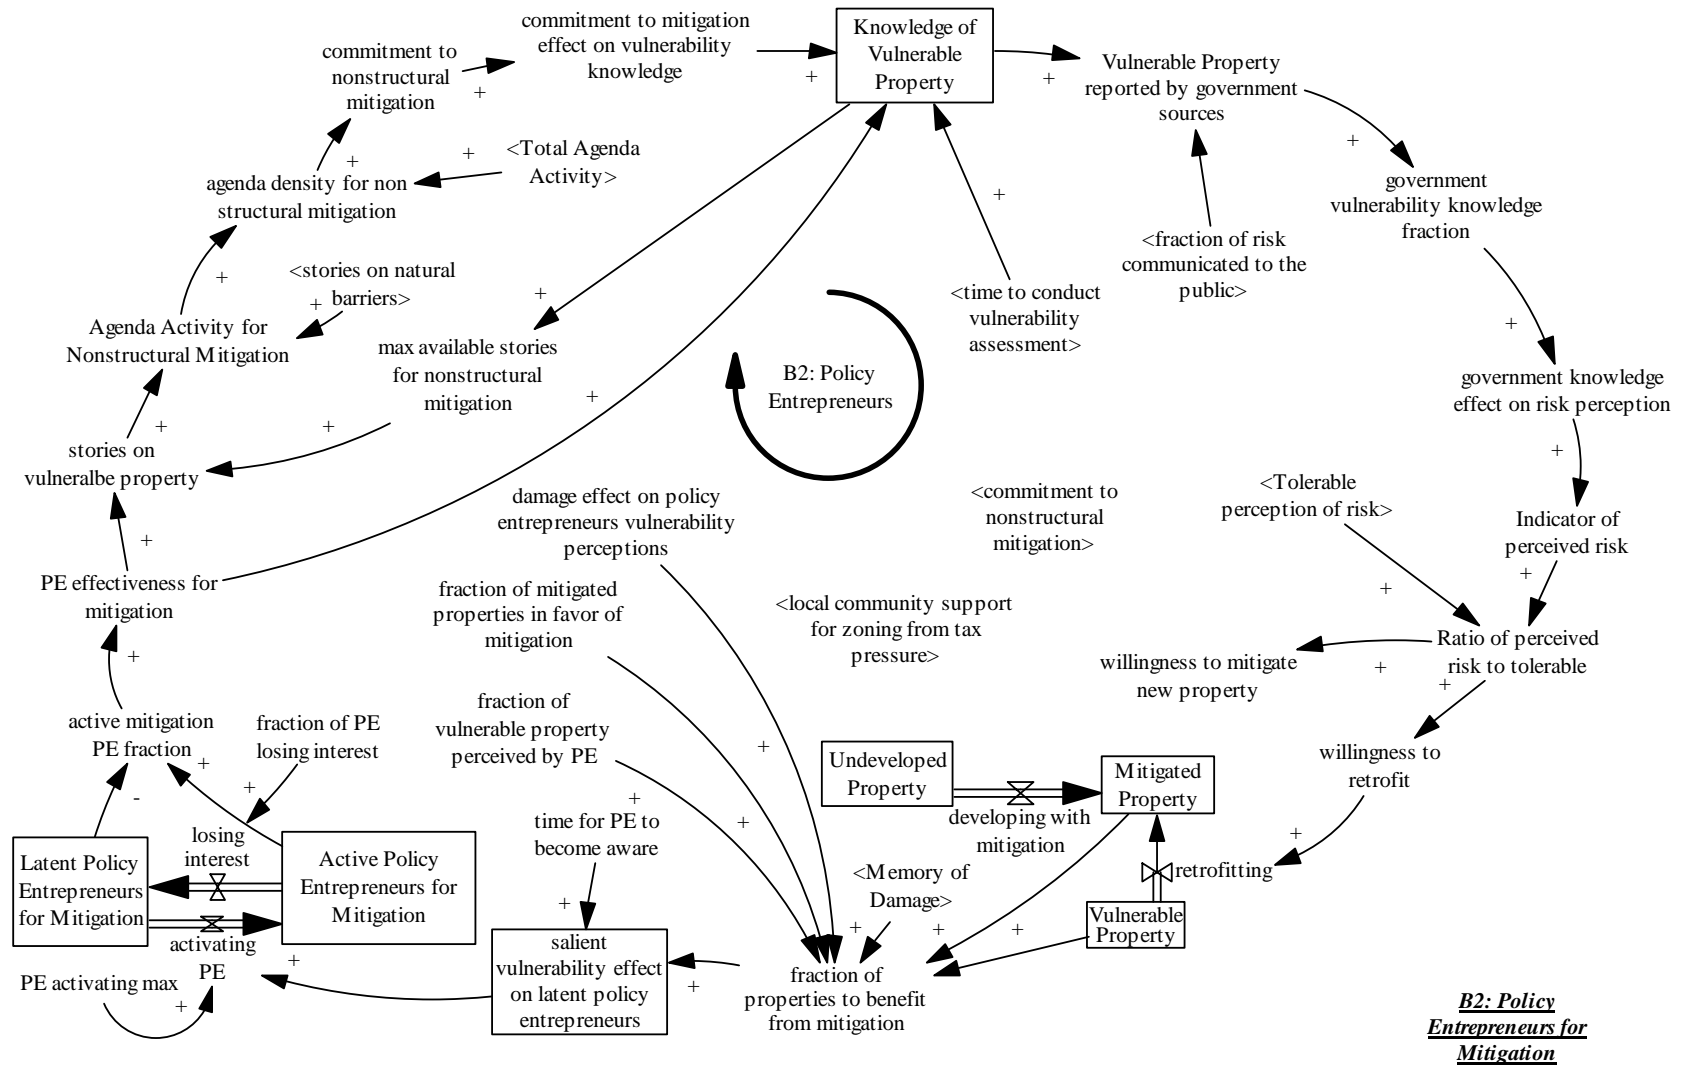 commitment to mitigation
effect on vulnerability
knowledge
+
Knowledge of
Vulnerable
Property
+
Vulnerable Property
reported by government
sources
commitment to
nonstructural
mitigation
+
+
<Total Agenda
Activity>
+
agenda density for non
structural mitigation
+
government
vulnerability knowledge
fraction
+
<fraction of risk
communicated to the
public>
<time to conduct
vulnerability
assessment>
+
<stories on natural
barriers>
+
+
Agenda Activity for
Nonstructural Mitigation
+
max available stories
for nonstructural
mitigation
+
+
B2: Policy
Entrepreneurs
+
government knowledge
effect on risk perception
+
+
stories on
vulneralbe property
+
PE effectiveness for
mitigation
damage effect on policy
entrepreneurs vulnerability
perceptions
<commitment to
nonstructural
mitigation>
<Tolerable
perception of risk>
Indicator of
perceived risk
+
+
fraction of mitigated
properties in favor of
mitigation
<local community support
for zoning from tax
pressure>
Ratio of perceived
risk to tolerable
+
+
willingness to mitigate
new property
+
active mitigation
PE fraction
+
fraction of PE
losing interest
+
-
fraction of
vulnerable property
perceived by PE
+
+
+
time for PE to
become aware
+
Undeveloped
Property
developing with
mitigation
Mitigated
Property
willingness to
retrofit
+
retrofitting
Vulnerable
Property
<Memory of
Damage>
+
+
+
losing
interest
Latent Policy
Entrepreneurs
for Mitigation
Active Policy
Entrepreneurs for
Mitigation
activating
PE
+
PE activating max
+
salient
vulnerability effect
on latent policy
entrepreneurs
+
fraction of
properties to benefit
from mitigation
B2: Policy
Entrepreneurs for
Mitigation